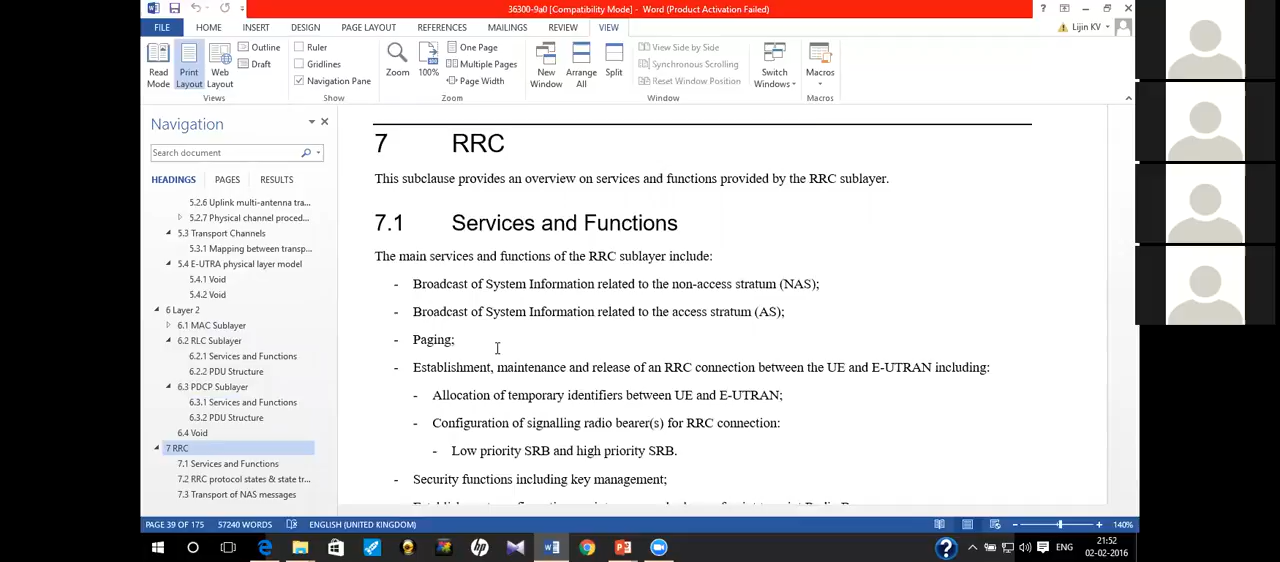 36300-9a0 [Compatibility Mode] - Word (Product Activation Failed)
FILE HOME INSERT DESIGN PAGE LAYOUT REFERENCES MAILINGS REVIEW VIEW Lijin KV
Read Mode
Print Layout
Web Layout
Outline
Draft
Views
Ruler
Gridlines
Navigation Pane
Show
Zoom
100%
One Page
Multiple Pages
Page Width
Zoom
New Window
Arrange All
Split
View Side by Side
Synchronous Scrolling
Reset Window Position
Window
Switch Windows
Macros
Macros
Navigation
Search document
HEADINGS PAGES RESULTS
5.2.6 Uplink multi-antenna tra...
5.2.7 Physical channel proced...
5.3 Transport Channels
5.3.1 Mapping between transp...
5.4 E-UTRA physical layer model
5.4.1 Void
5.4.2 Void
6 Layer 2
6.1 MAC Sublayer
6.2 RLC Sublayer
6.2.1 Services and Functions
6.2.2 PDU Structure
6.3 PDCP Sublayer
6.3.1 Services and Functions
6.3.2 PDU Structure
6.4 Void
7 RRC
7.1 Services and Functions
7.2 RRC protocol states & state tr...
7.3 Transport of NAS messages
7 RRC
This subclause provides an overview on services and functions provided by the RRC sublayer.
7.1 Services and Functions
The main services and functions of the RRC sublayer include:
- Broadcast of System Information related to the non-access stratum (NAS);
- Broadcast of System Information related to the access stratum (AS);
- Paging;
- Establishment, maintenance and release of an RRC connection between the UE and E-UTRAN including:
- Allocation of temporary identifiers between UE and E-UTRAN;
- Configuration of signalling radio bearer(s) for RRC connection:
- Low priority SRB and high priority SRB.
- Security functions including key management;
PAGE 39 OF 175 57240 WORDS ENGLISH (UNITED KINGDOM) 140%
ENG
21:52
02-02-2016